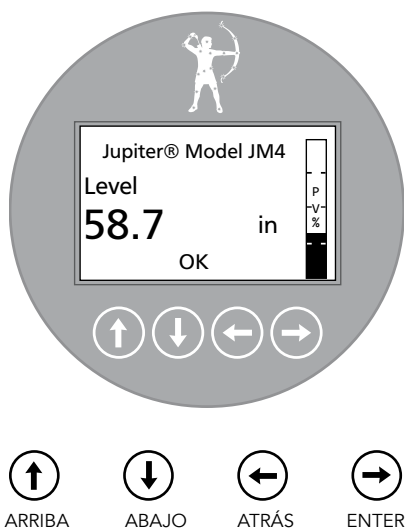 Jupiter® Model JM4
Level
58.7 in
OK
P
V
%
ARRIBA ABAJO ATRÁS ENTER